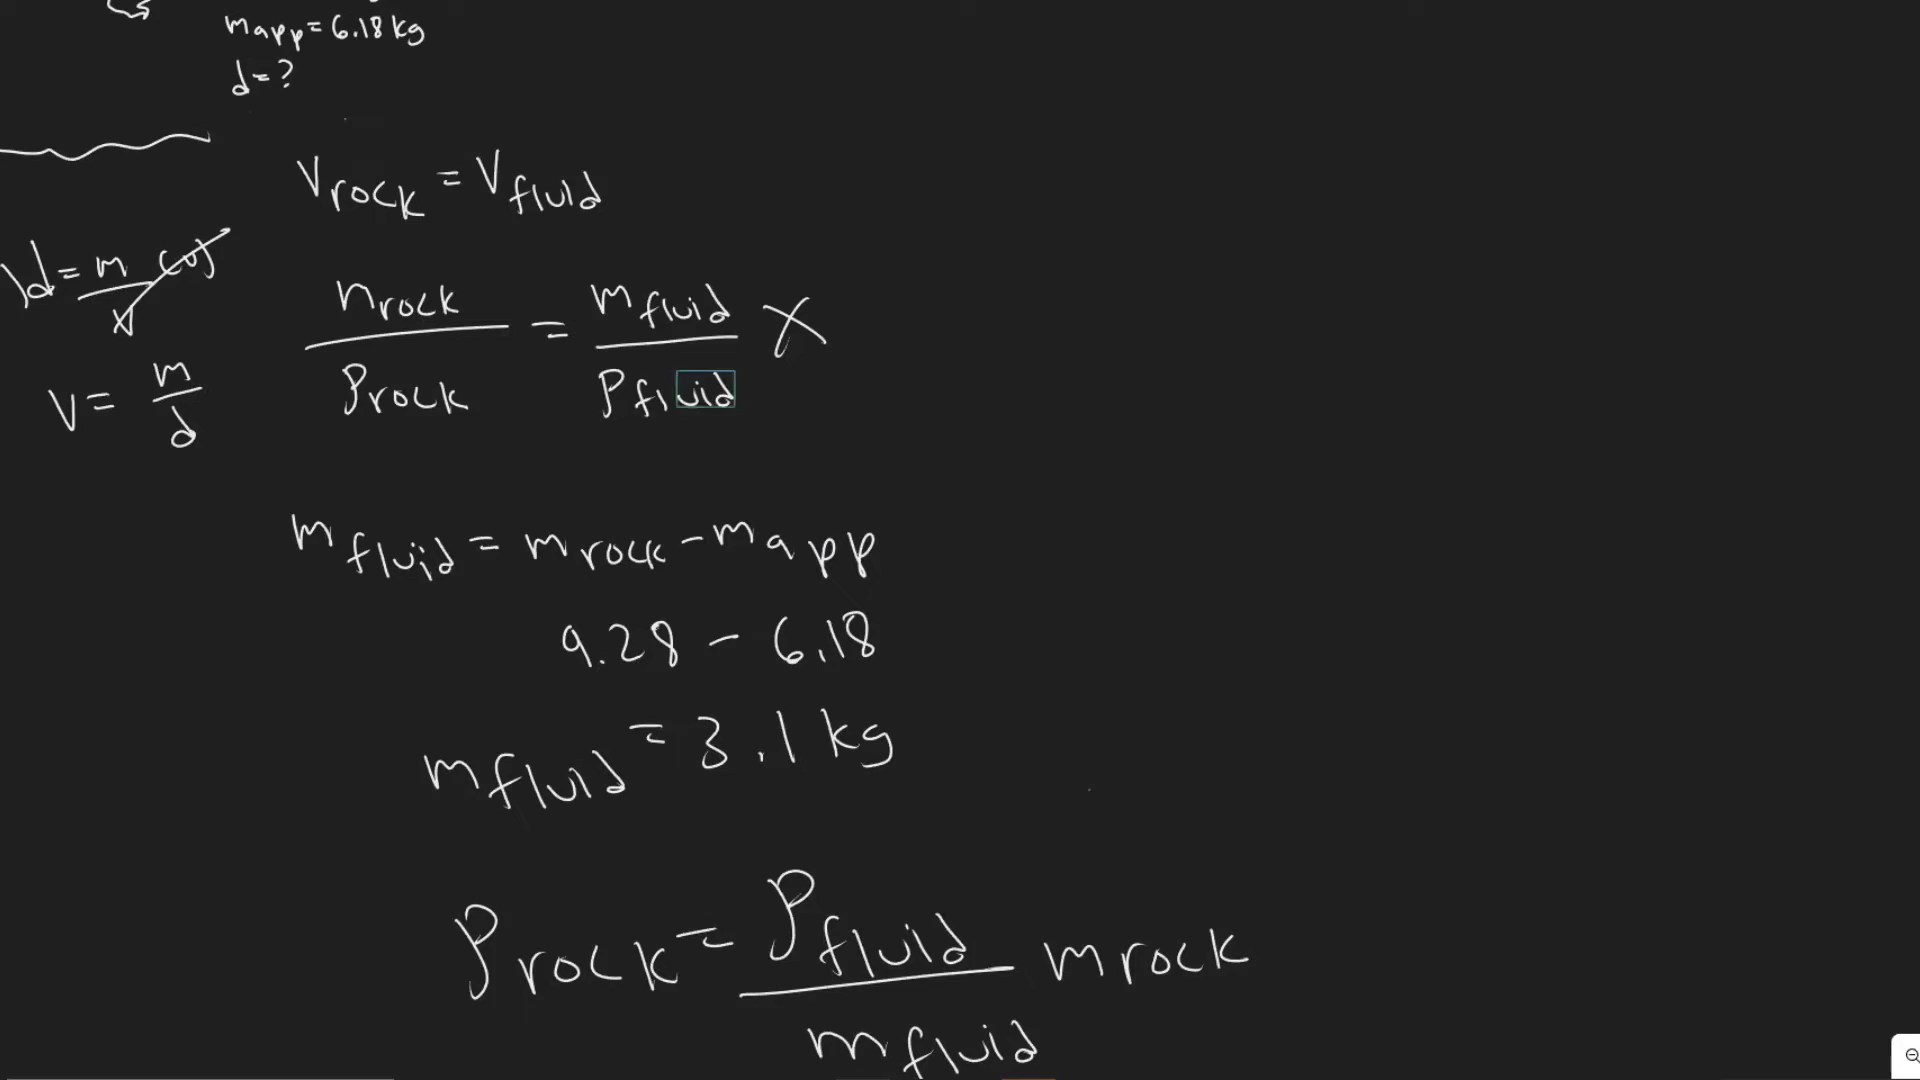 mapp = 6.18 kg
d = ?
Vrock = Vfluid
d = m/V
mrock/ρrock = mfluid/ρfluid X
V = m/d
mfluid = mrock - mapp
9.28 - 6.18
mfluid = 3.1 kg
ρrock = ρfluid/mfluid mrock